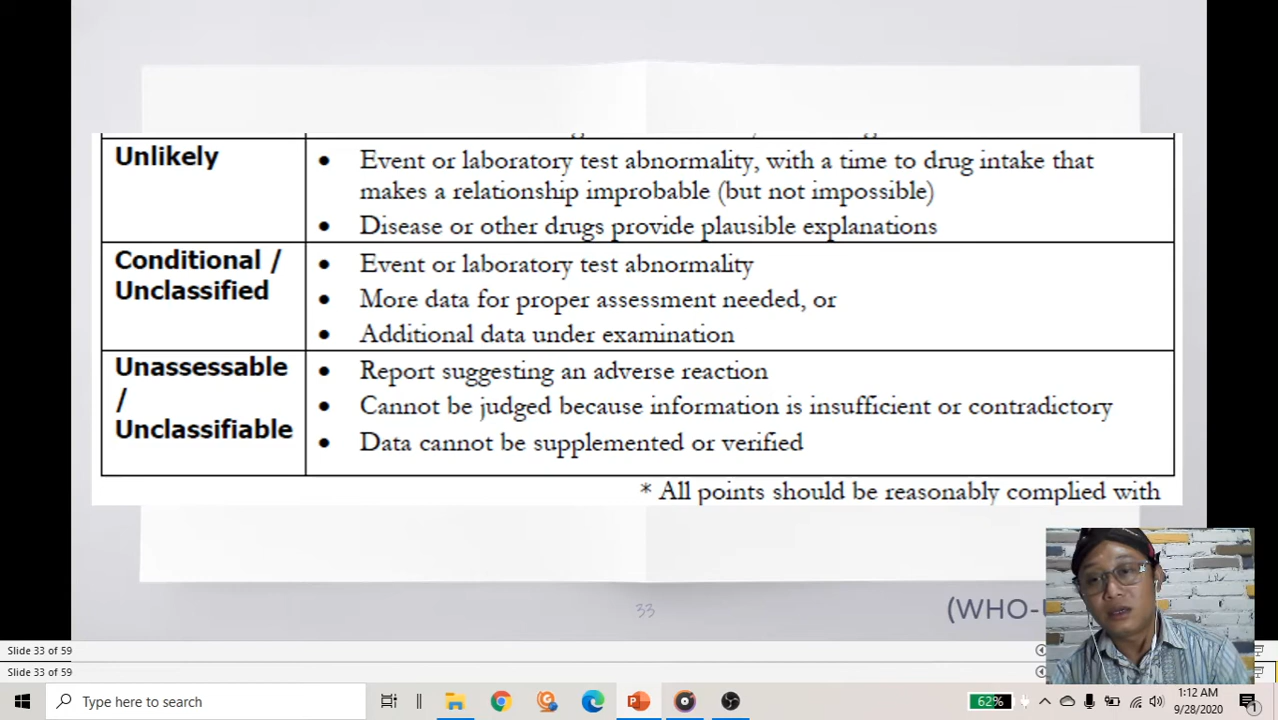 Unlikely
Event or laboratory test abnormality, with a time to drug intake that
makes a relationship improbable (but not impossible)
Disease or other drugs provide plausible explanations
Conditional /
Unclassified
Event or laboratory test abnormality
More data for proper assessment needed, or
Additional data under examination
Unassessable
/
Unclassifiable
Report suggesting an adverse reaction
Cannot be judged because information is insufficient or contradictory
Data cannot be supplemented or verified
* All points should be reasonably complied with
33
(WHO-
Slide 33 of 59
Slide 33 of 59
Type here to search
62%
1:12 AM
9/28/2020
1